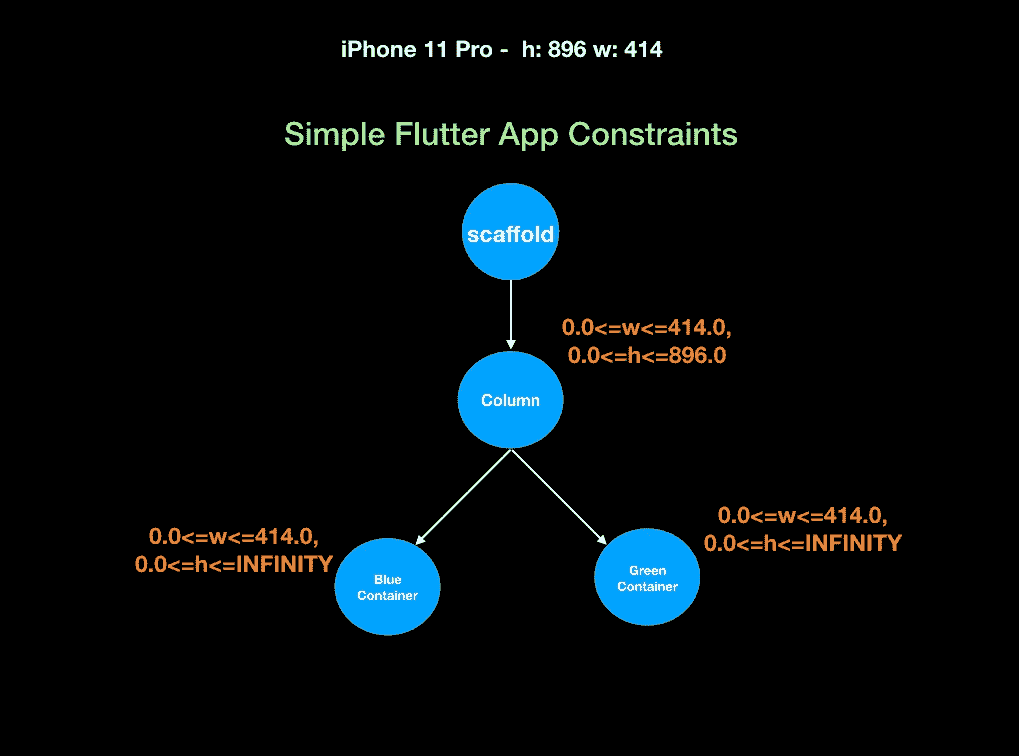 iPhone 11 Pro - h: 896 w: 414
Simple Flutter App Constraints
scaffold
0.0<=w<=414.0,
0.0<=h<=896.0
Column
0.0<=w<=414.0,
0.0<=h<=INFINITY
Blue
Container
0.0<=w<=414.0,
0.0<=h<=INFINITY
Green
Container